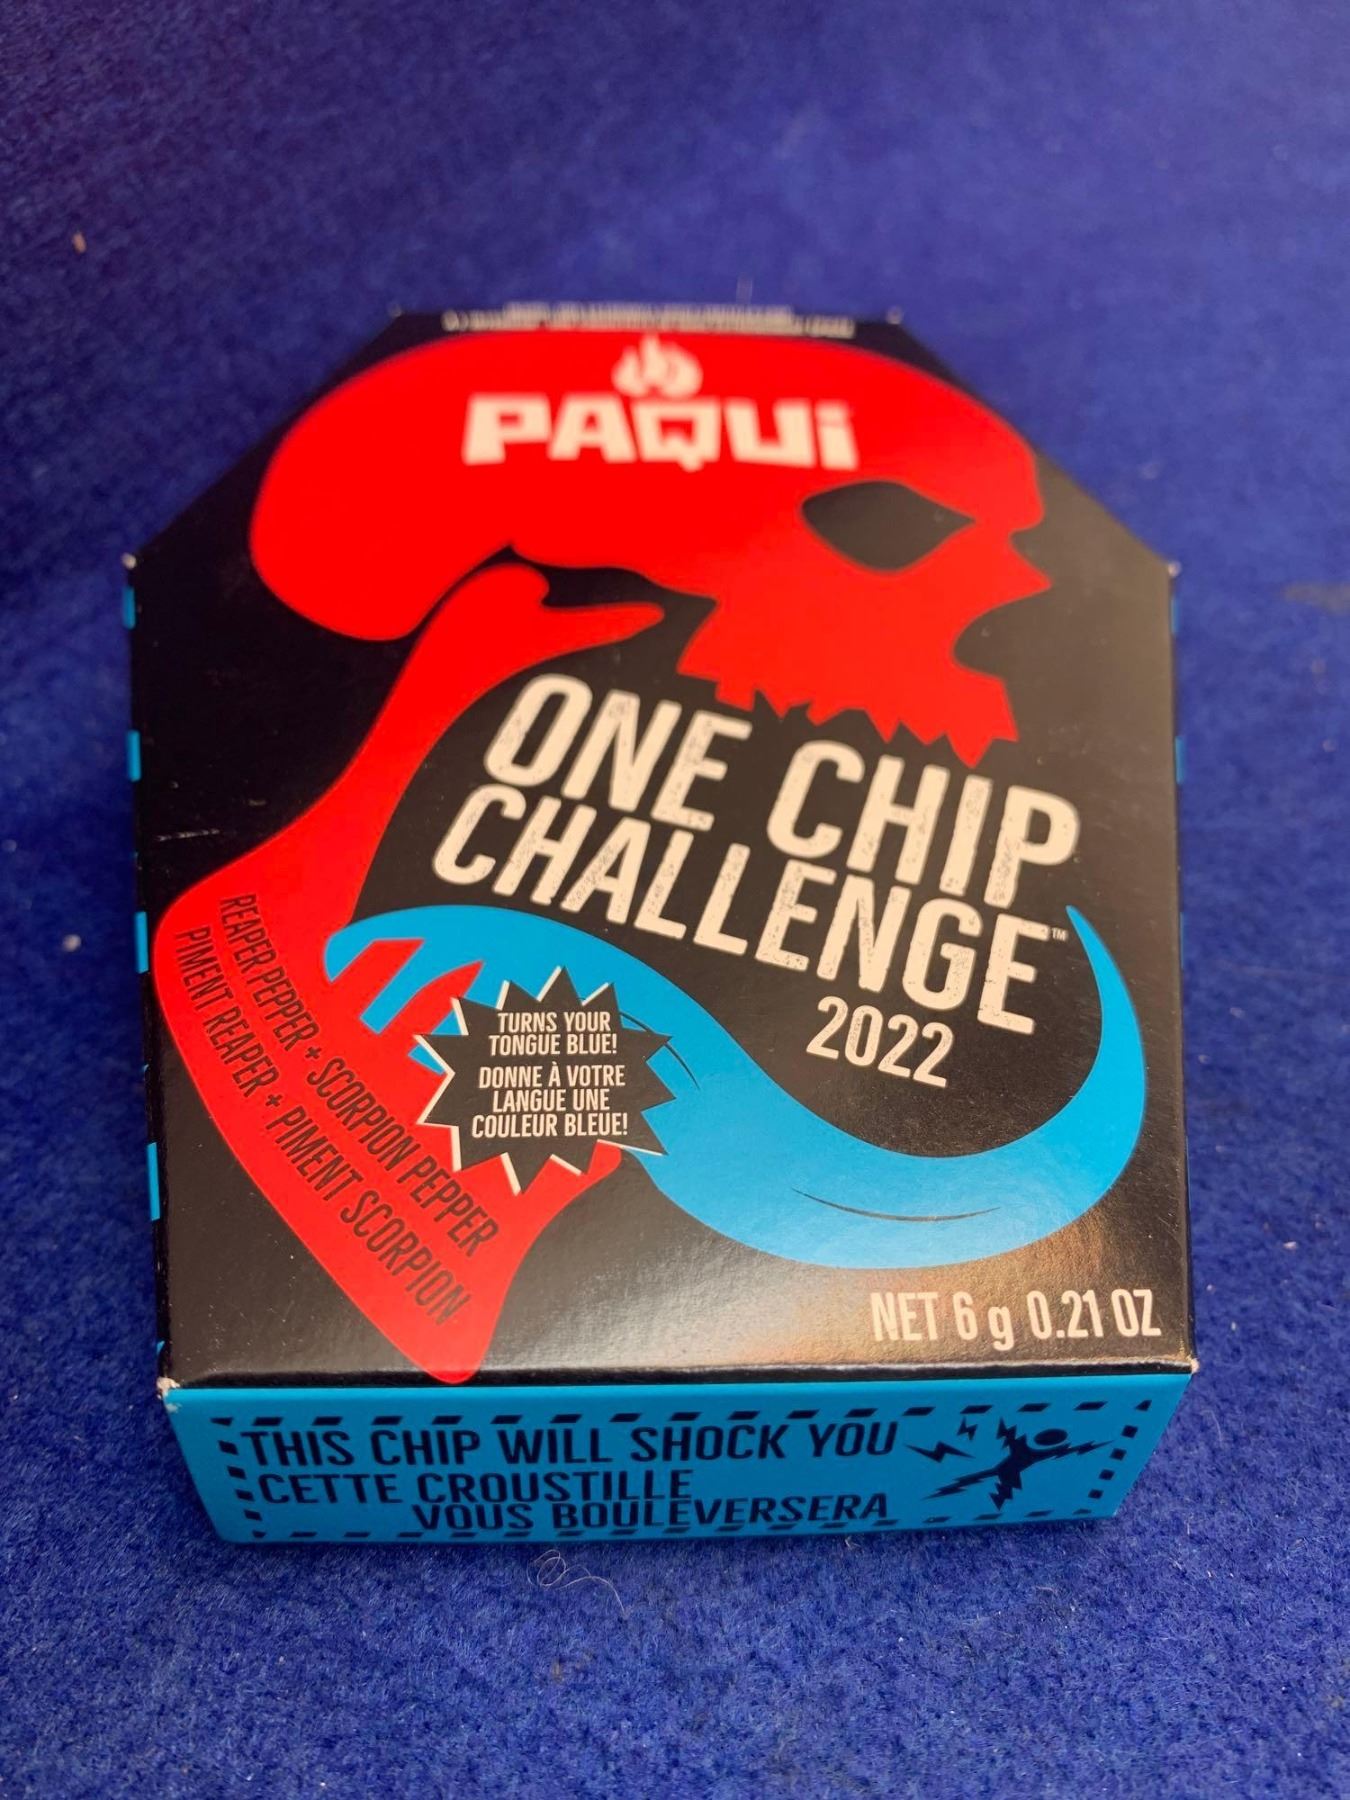 PAQUI
ONE CHIP
CHALLENGE™
2022
TURNS YOUR
TONGUE BLUE!
DONNE À VOTRE
LANGUE UNE
COULEUR BLEUE!
REAPER PEPPER + SCORPION PEPPER
PIMENT REAPER + PIMENT SCORPION
NET 6 g 0.21 OZ
THIS CHIP WILL SHOCK YOU
CETTE CROUSTILLE
VOUS BOULEVERSERA